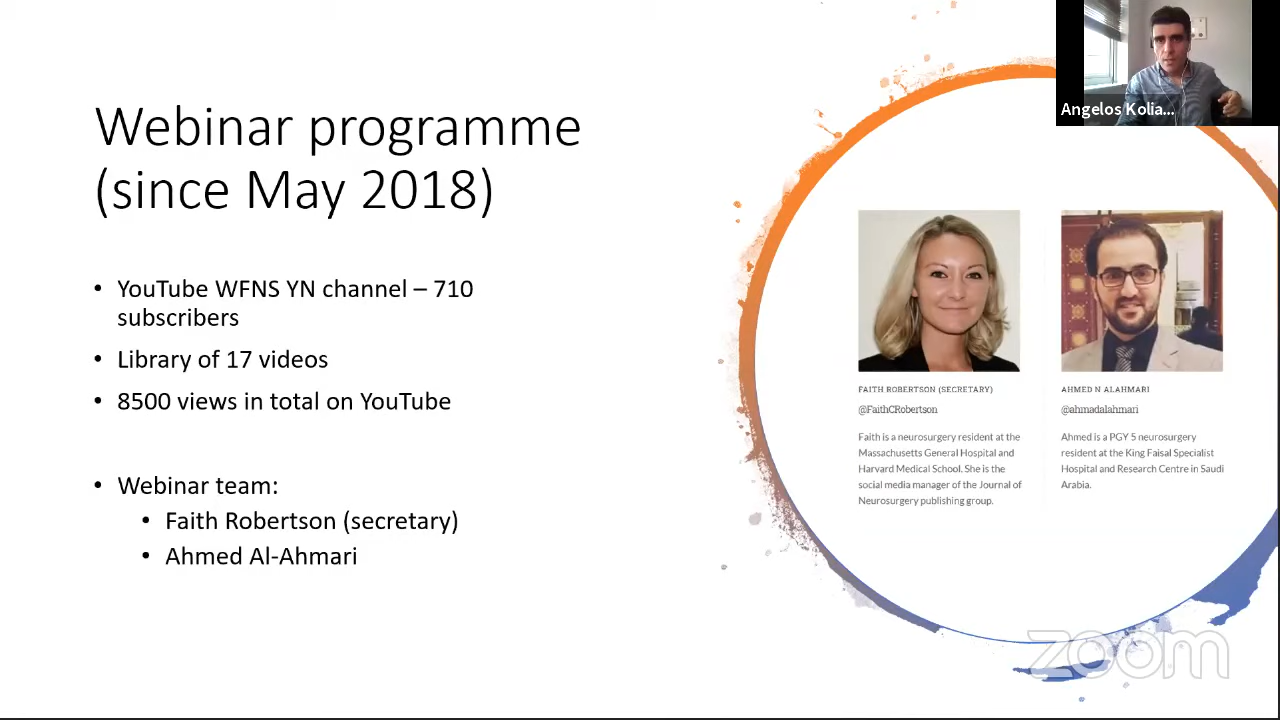 Angelos Kolia...
Webinar programme
(since May 2018)
• YouTube WFNS YN channel – 710
subscribers
• Library of 17 videos
• 8500 views in total on YouTube
• Webinar team:
• Faith Robertson (secretary)
• Ahmed Al-Ahmari
FAITH ROBERTSON (SECRETARY)
@FaithCRobertson
Faith is a neurosurgery resident at the
Massachusetts General Hospital and
Harvard Medical School. She is the
social media manager of the Journal of
Neurosurgery publishing group.
AHMED N ALAHMARI
@ahmadalahmari
Ahmed is a PGY 5 neurosurgery
resident at the King Faisal Specialist
Hospital and Research Centre in Saudi
Arabia.
zoom